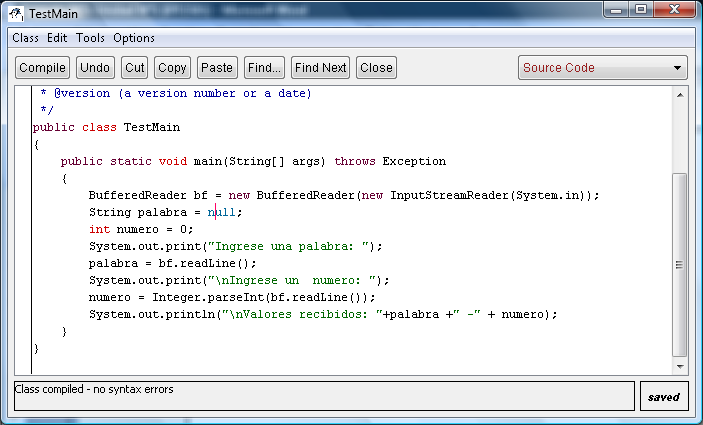 TestMain
Class Edit Tools Options
Compile Undo Cut Copy Paste Find... Find Next Close Source Code
* @version (a version number or a date)
*/
public class TestMain
{
public static void main(String[] args) throws Exception
{
BufferedReader bf = new BufferedReader(new InputStreamReader(System.in));
String palabra = null;
int numero = 0;
System.out.print("Ingrese una palabra: ");
palabra = bf.readLine();
System.out.print("\nIngrese un  numero: ");
numero = Integer.parseInt(bf.readLine());
System.out.println("\nValores recibidos: "+palabra +" -" + numero);
}
}
Class compiled - no syntax errors
saved